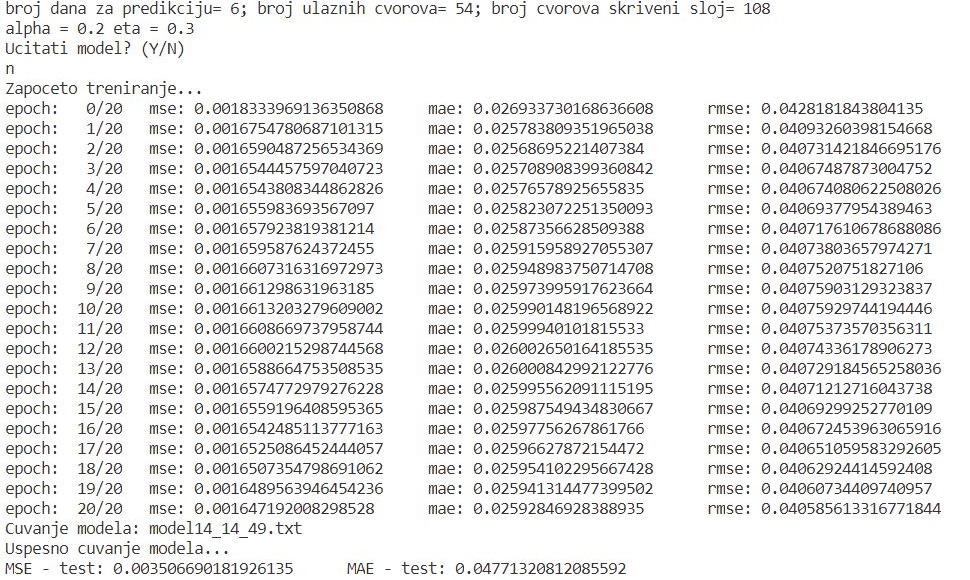 broj dana za predikciju= 6; broj ulaznih cvorova= 54; broj cvorova skriveni sloj= 108
alpha = 0.2 eta = 0.3
Ucitati model? (Y/N)
n
Zapoceto treniranje...
epoch: 0/20 mse: 0.0018333969136350868 mae: 0.026933730168636608 rmse: 0.0428181843804135
epoch: 1/20 mse: 0.0016754780687101315 mae: 0.025783809351965038 rmse: 0.04093260398154668
epoch: 2/20 mse: 0.0016590487256534369 mae: 0.02568695221407384 rmse: 0.040731421846695176
epoch: 3/20 mse: 0.0016544457597040723 mae: 0.025708908399360842 rmse: 0.04067487873004752
epoch: 4/20 mse: 0.0016543808344862826 mae: 0.02576578925655835 rmse: 0.040674080622508026
epoch: 5/20 mse: 0.001655983693567097 mae: 0.025823072251350093 rmse: 0.04069377954389463
epoch: 6/20 mse: 0.001657923819381214 mae: 0.02587356628509388 rmse: 0.040717610678688086
epoch: 7/20 mse: 0.001659587624372455 mae: 0.025915958927055307 rmse: 0.04073803657974271
epoch: 8/20 mse: 0.0016607316316972973 mae: 0.025948983750714708 rmse: 0.0407520751827106
epoch: 9/20 mse: 0.001661298631963185 mae: 0.025973995917623664 rmse: 0.04075903129323837
epoch: 10/20 mse: 0.0016613203279609002 mae: 0.025990148196568922 rmse: 0.04075929744194446
epoch: 11/20 mse: 0.0016608669737958744 mae: 0.02599940101815533 rmse: 0.04075373570356311
epoch: 12/20 mse: 0.0016600215298744568 mae: 0.026002650164185535 rmse: 0.04074336178906273
epoch: 13/20 mse: 0.0016588664753508535 mae: 0.026000842992122776 rmse: 0.040729184565258036
epoch: 14/20 mse: 0.0016574772979276228 mae: 0.025995562091115195 rmse: 0.04071212716043738
epoch: 15/20 mse: 0.0016559196408595365 mae: 0.025987549434830667 rmse: 0.04069299252770109
epoch: 16/20 mse: 0.0016542485113777163 mae: 0.02597756267861766 rmse: 0.040672453963065916
epoch: 17/20 mse: 0.0016525086452444057 mae: 0.02596627872154472 rmse: 0.040651059583292605
epoch: 18/20 mse: 0.0016507354798691062 mae: 0.025954102295667428 rmse: 0.04062924414592408
epoch: 19/20 mse: 0.0016489563946454236 mae: 0.025941314477399502 rmse: 0.04060734409740957
epoch: 20/20 mse: 0.001647192008298528 mae: 0.02592846928388935 rmse: 0.040585613316771844
Cuvanje modela: model14_14_49.txt
Uspesno cuvanje modela...
MSE - test: 0.003506690181926135 MAE - test: 0.04771320812085592